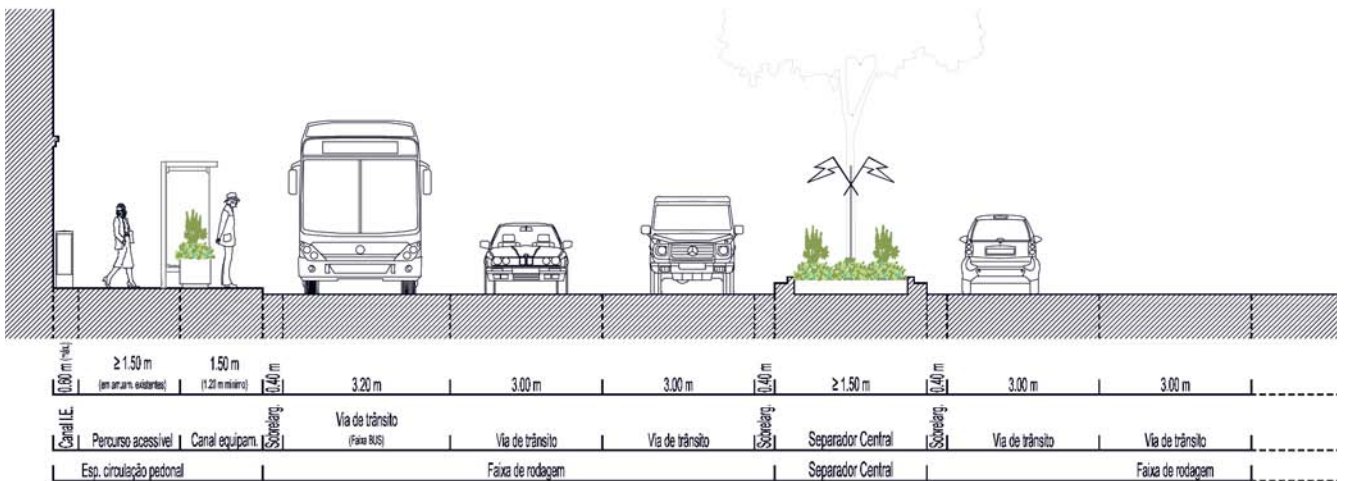 0.60 m (máx.)
≥ 1.50 m
(em arruam. existentes)
1.50 m
(1.20 m mínimo)
0.40 m
3.20 m
3.00 m
3.00 m
0.40 m
≥ 1.50 m
0.40 m
3.00 m
3.00 m
Canal I.E.
Percurso acessível
Canal equipam.
Sobrelarg.
Via de trânsito
(Faixa BUS)
Via de trânsito
Via de trânsito
Sobrelarg.
Separador Central
Sobrelarg.
Via de trânsito
Via de trânsito
Esp. circulação pedonal
Faixa de rodagem
Separador Central
Faixa de rodagem